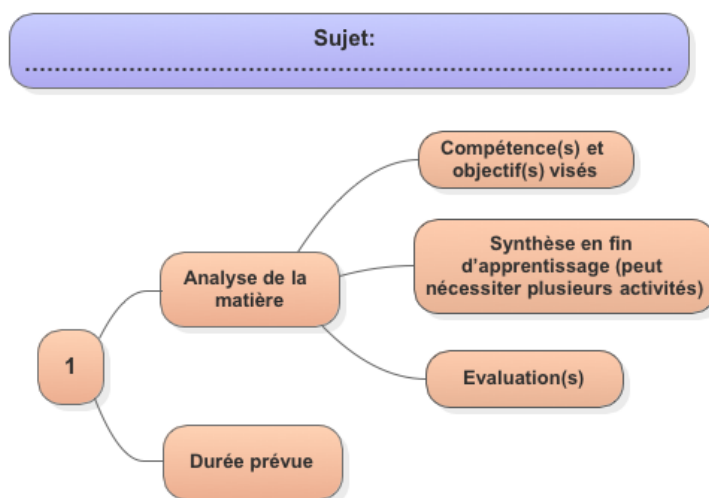 Sujet:
................................................................................................
Compétence(s) et
objectif(s) visés
Synthèse en fin
d'apprentissage (peut
nécessiter plusieurs activités)
Analyse de la
matière
1
Evaluation(s)
Durée prévue